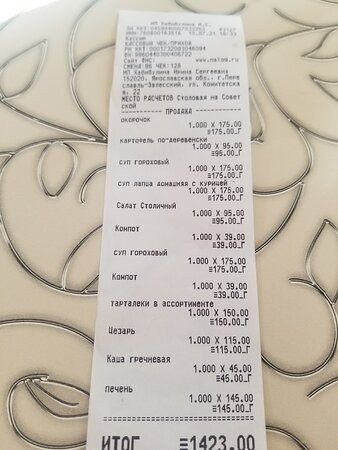 ИП Хабибулина И.С.
КАССОВЫЙ ЧЕК-ПРИХОД
Сайт ФНС: www.nalog.ru
СМЕНА:96 ЧЕК:128
ИП Хабибулина Ирина Сергеевна
152020, Ярославская обл., г.Пере
славль-Залесский, ул. Комитетска
я, 22
МЕСТО РАСЧЕТОВ Столовая на Совет
ской
ПРОДАЖА
окорочок
1.000 X 175.00
≡175.00_Г
картофель по-деревенски
1.000 X 95.00
≡95.00_Г
суп гороховый
1.000 X 175.00
≡175.00_Г
суп лапша домашняя с курицей
1.000 X 175.00
≡175.00_Г
Салат Столичный
1.000 X 95.00
≡95.00_Г
Компот
1.000 X 39.00
≡39.00_Г
суп гороховый
1.000 X 175.00
≡175.00_Г
Компот
1.000 X 39.00
≡39.00_Г
тарталеки в ассортименте
1.000 X 150.00
≡150.00_Г
Цезарь
1.000 X 115.00
≡115.00_Г
Каша гречневая
1.000 X 45.00
≡45.00_Г
печень
1.000 X 145.00
≡145.00_Г
ИТОГ ≡1423.00